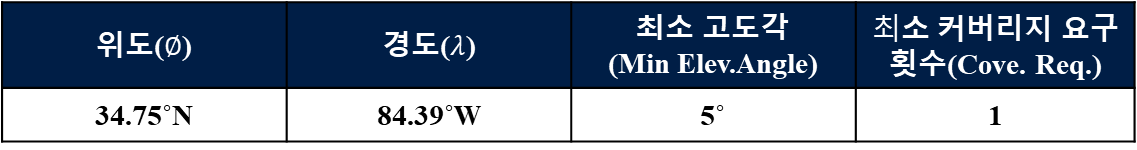 위도(∅)
경도(𝜆)
최소 고도각
(Min Elev.Angle)
최소 커버리지 요구
횟수(Cove. Req.)
34.75˚N
84.39˚W
5˚
1